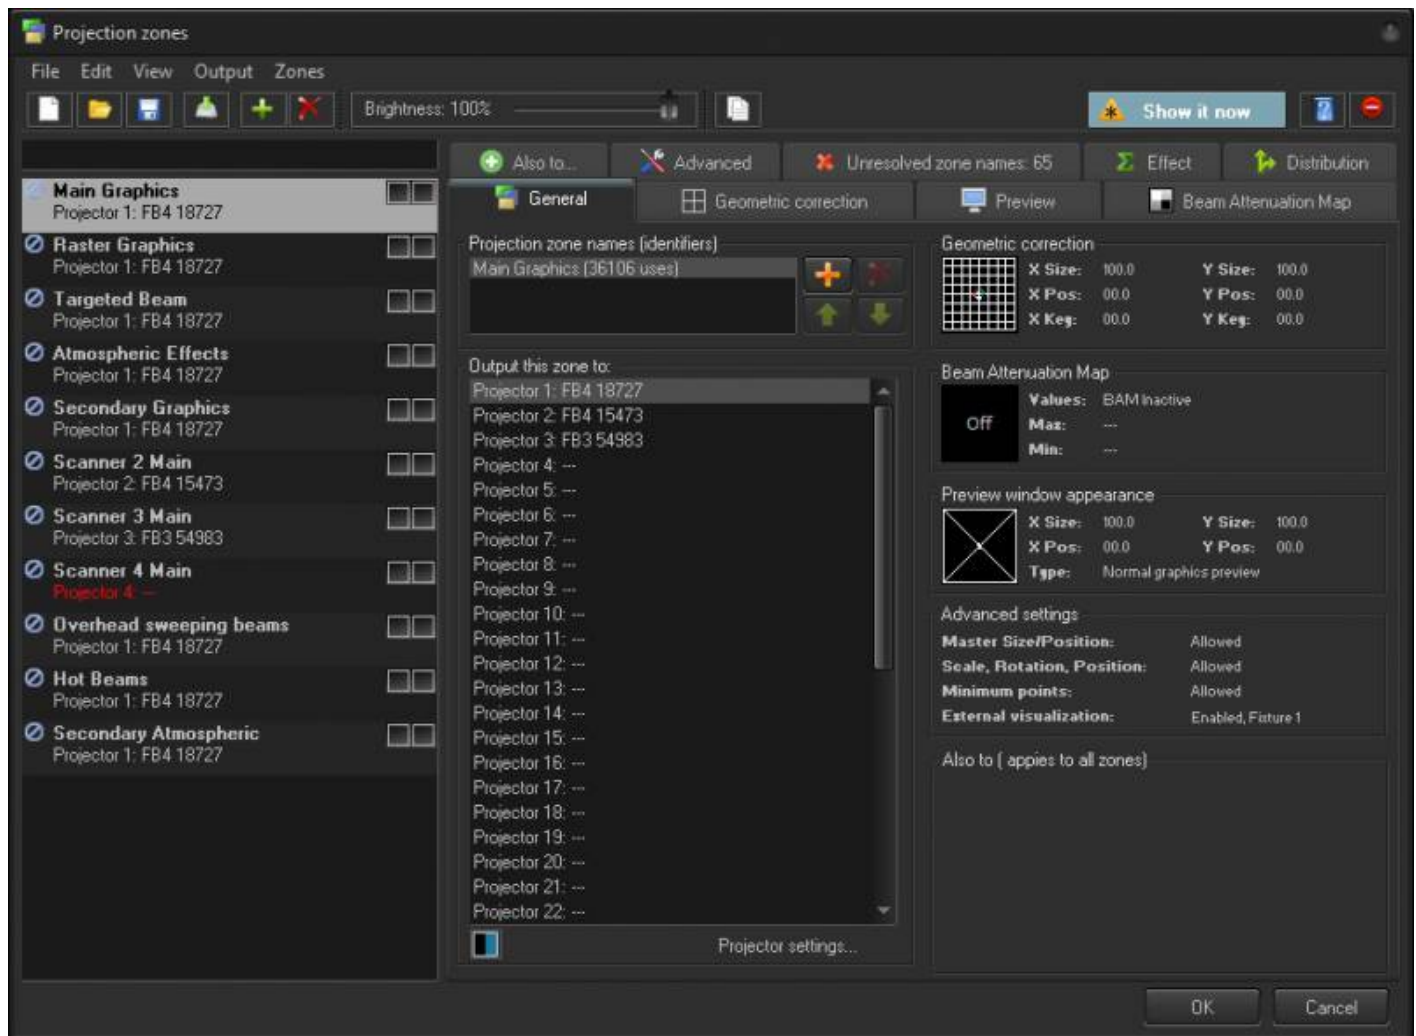 Projection zones
File Edit View Output Zones
Brightness: 100%
Show it now
Main Graphics
Projector 1: FB4 18727
Raster Graphics
Projector 1: FB4 18727
Targeted Beam
Projector 1: FB4 18727
Atmospheric Effects
Projector 1: FB4 18727
Secondary Graphics
Projector 1: FB4 18727
Scanner 2 Main
Projector 2: FB4 15473
Scanner 3 Main
Projector 3: FB3 54983
Scanner 4 Main
Projector 4: ---
Overhead sweeping beams
Projector 1: FB4 18727
Hot Beams
Projector 1: FB4 18727
Secondary Atmospheric
Projector 1: FB4 18727
Also to... Advanced Unresolved zone names: 65 Effect Distribution
General Geometric correction Preview Beam Attenuation Map
Projection zone names (identifiers)
Main Graphics (36106 uses)
Output this zone to:
Projector 1: FB4 18727
Projector 2: FB4 15473
Projector 3: FB3 54983
Projector 4: ---
Projector 5: ---
Projector 6: ---
Projector 7: ---
Projector 8: ---
Projector 9: ---
Projector 10: ---
Projector 11: ---
Projector 12: ---
Projector 13: ---
Projector 14: ---
Projector 15: ---
Projector 16: ---
Projector 17: ---
Projector 18: ---
Projector 19: ---
Projector 20: ---
Projector 21: ---
Projector 22: ---
Projector settings...
Geometric correction
X Size: 100.0 Y Size: 100.0
X Pos: 00.0 Y Pos: 00.0
X Key: 00.0 Y Key: 00.0
Beam Attenuation Map
Off
Values: BAM Inactive
Max: ---
Min: ---
Preview window appearance
X Size: 100.0 Y Size: 100.0
X Pos: 00.0 Y Pos: 00.0
Type: Normal graphics preview
Advanced settings
Master Size/Position: Allowed
Scale, Rotation, Position: Allowed
Minimum points: Allowed
External visualization: Enabled, Fixture 1
Also to ( appies to all zones)
OK Cancel